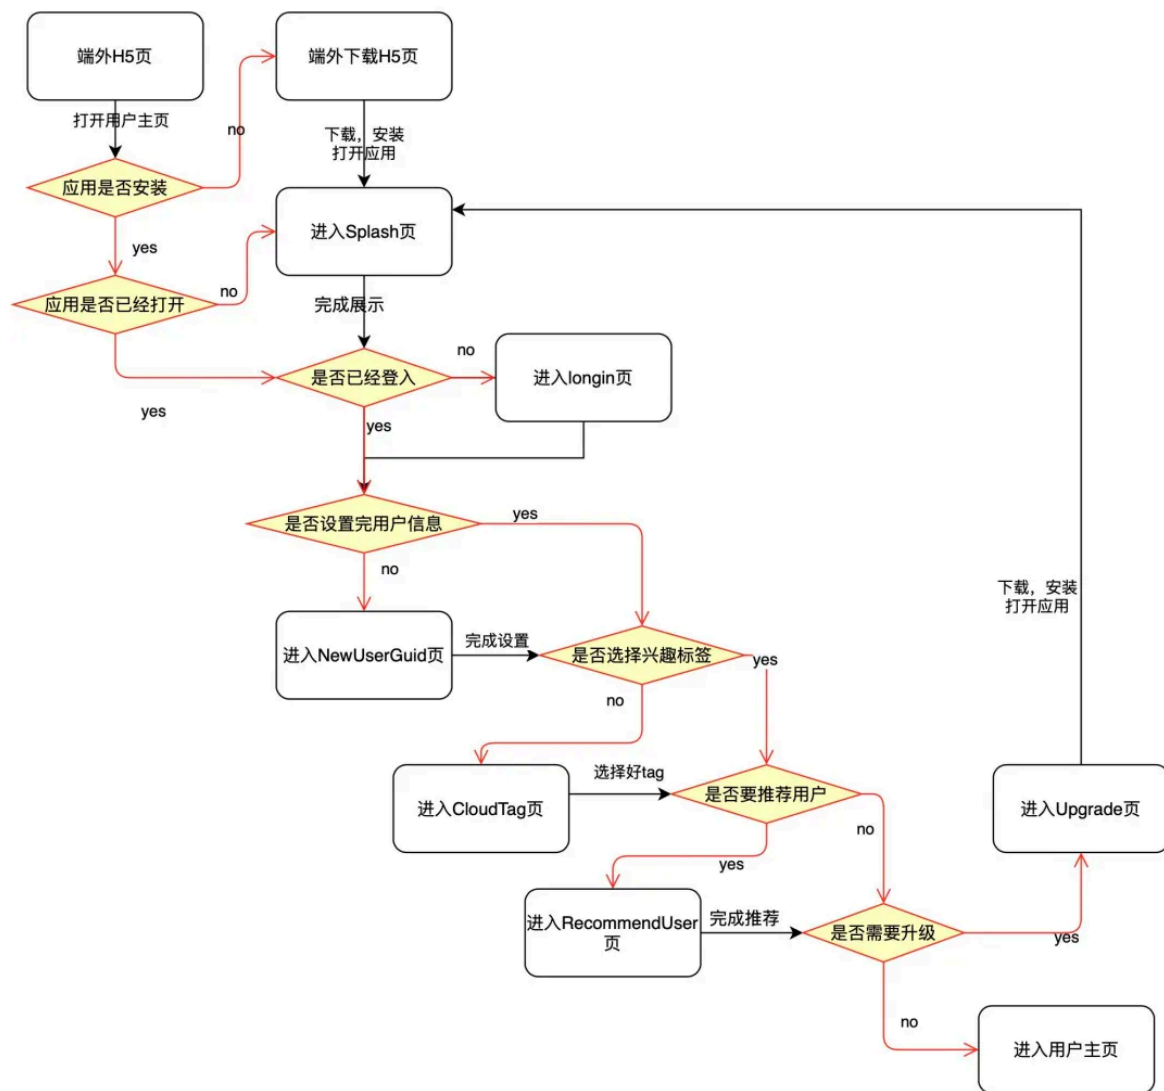 端外H5页
端外下载H5页
打开用户主页
no
下载，安装
打开应用
应用是否安装
进入Splash页
yes
应用是否已经打开
no
完成展示
no
是否已经登入
进入longin页
yes
yes
是否设置完用户信息
yes
no
下载，安装
打开应用
进入NewUserGuid页
完成设置
是否选择兴趣标签
yes
no
选择好tag
进入CloudTag页
是否要推荐用户
进入Upgrade页
no
yes
进入RecommendUser
页
完成推荐
是否需要升级
yes
no
进入用户主页